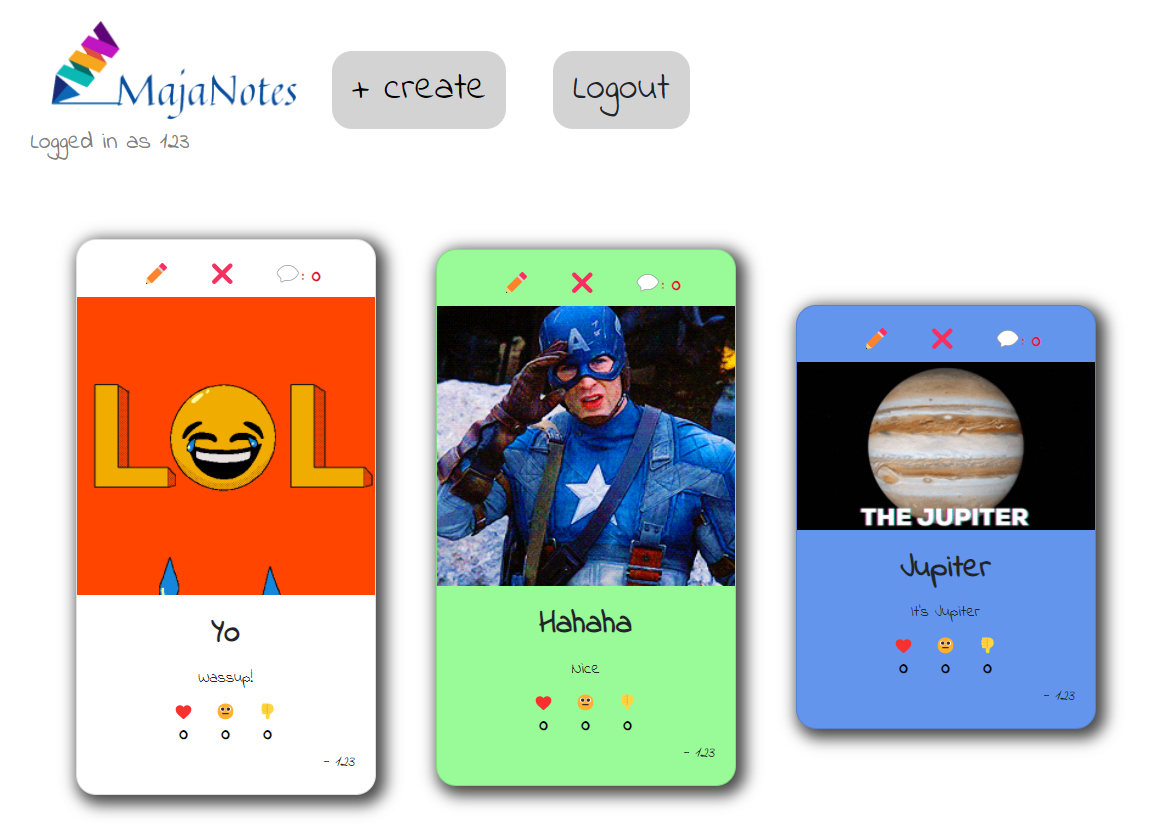 MajaNotes
+ create
Logout
Logged in as 123
: 0
LOL
Yo
Wassup!
0 0 0
- 123
: 0
A
Hahaha
Nice
0 0 0
- 123
: 0
THE JUPITER
Jupiter
It's Jupiter
0 0 0
- 123